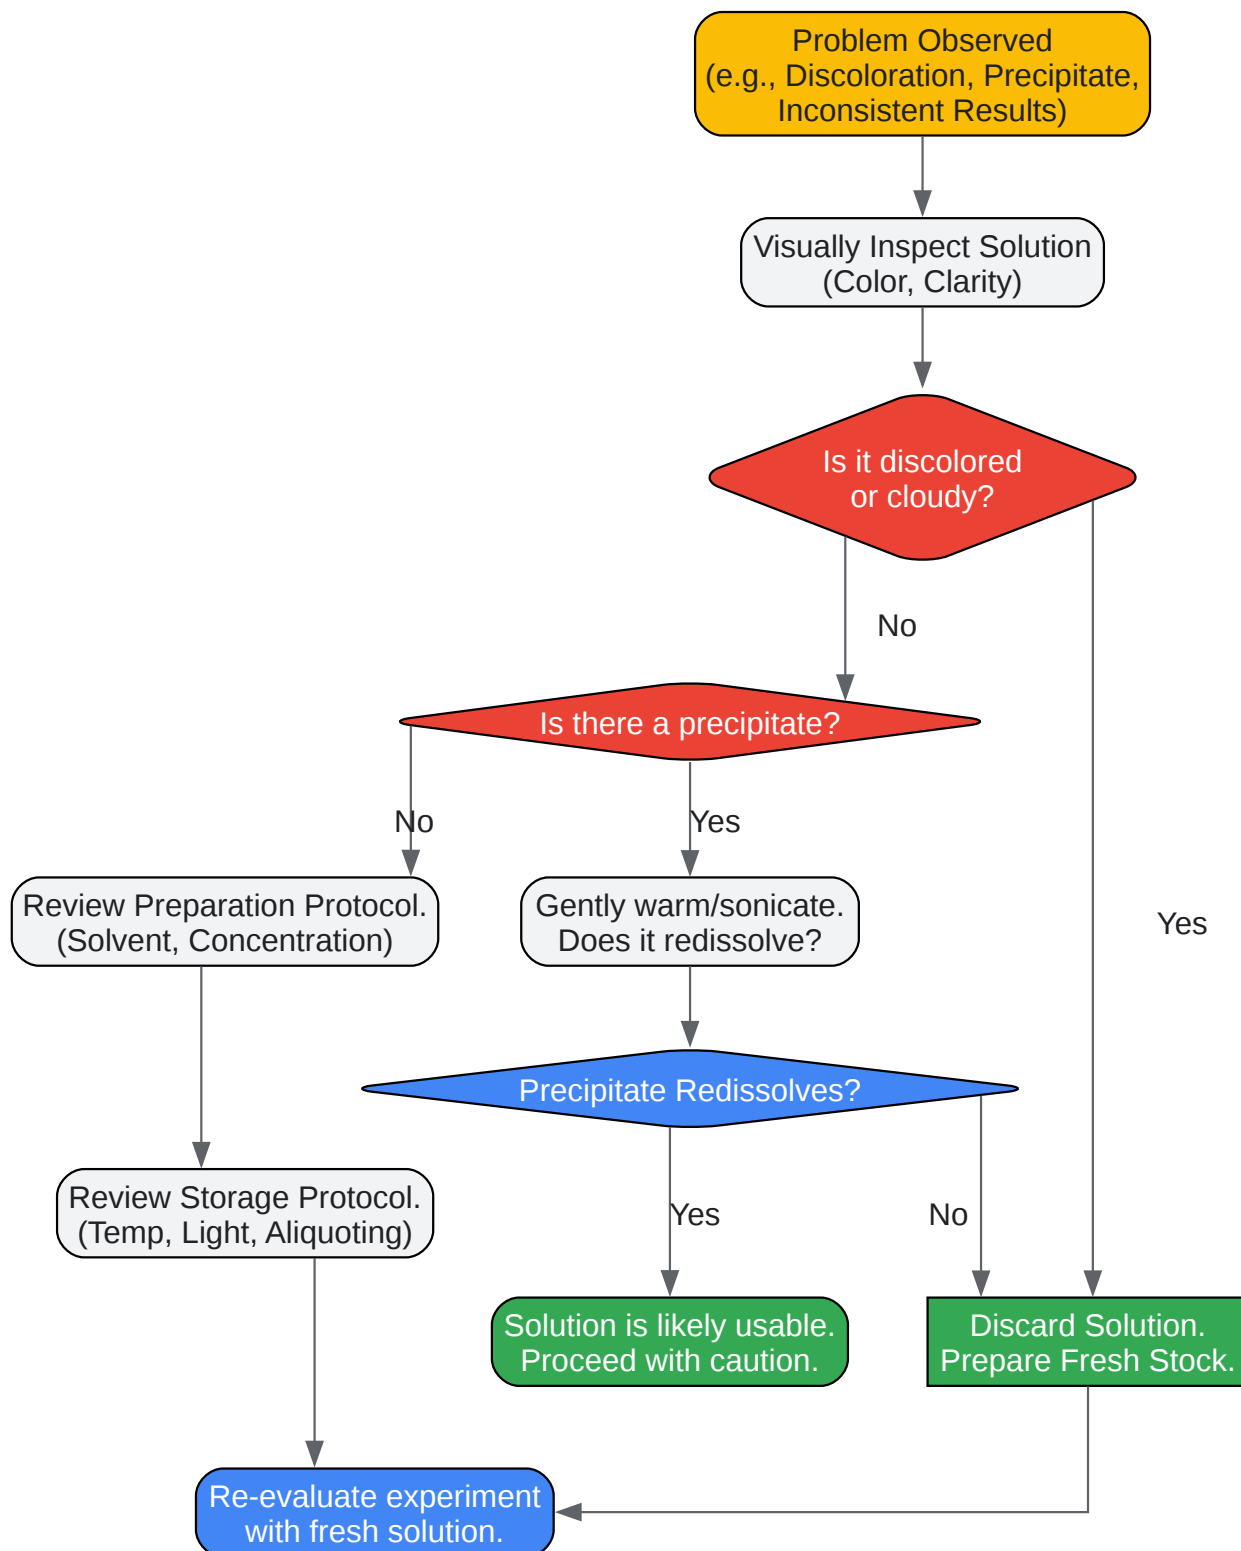 Problem Observed
(e.g., Discoloration, Precipitate,
Inconsistent Results)
Visually Inspect Solution
(Color, Clarity)
Is it discolored
or cloudy?
No
Is there a precipitate?
No
Yes
Review Preparation Protocol.
(Solvent, Concentration)
Gently warm/sonicate.
Does it redissolve?
Yes
Precipitate Redissolves?
Review Storage Protocol.
(Temp, Light, Aliquoting)
Yes
No
Solution is likely usable.
Proceed with caution.
Discard Solution.
Prepare Fresh Stock.
Re-evaluate experiment
with fresh solution.